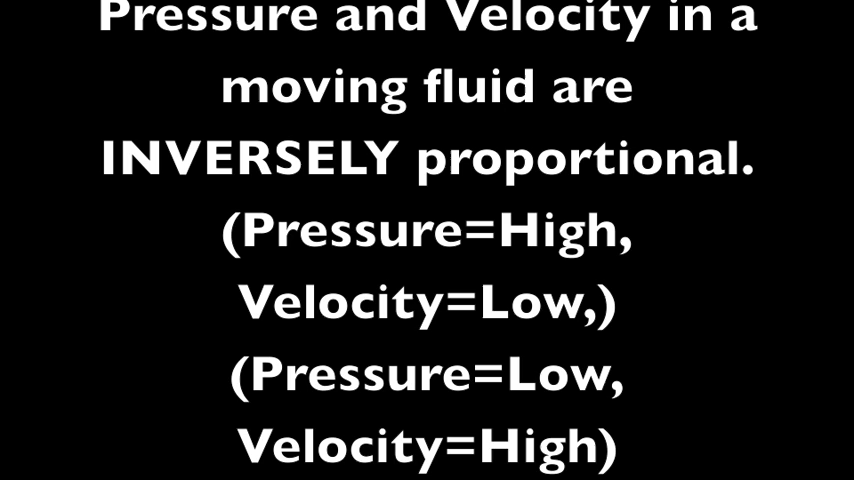 Pressure and Velocity in a
moving fluid are
INVERSELY proportional.
(Pressure=High,
Velocity=Low,)
(Pressure=Low,
Velocity=High)